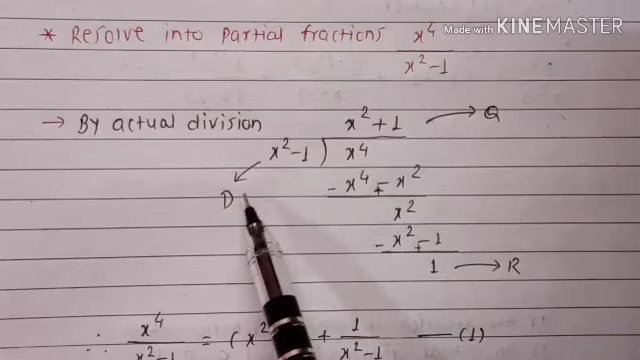 Made with KINEMASTER
* Resolve into partial fractions x⁴/(x²-1)
→ By actual division x²+1 → Q
x²-1 ) x⁴
D
-x⁴ -+ x²
x²
-x² -+ 1
1 → R
∴ x⁴/(x²-1) = (x² + 1/(x²-1) — (1)